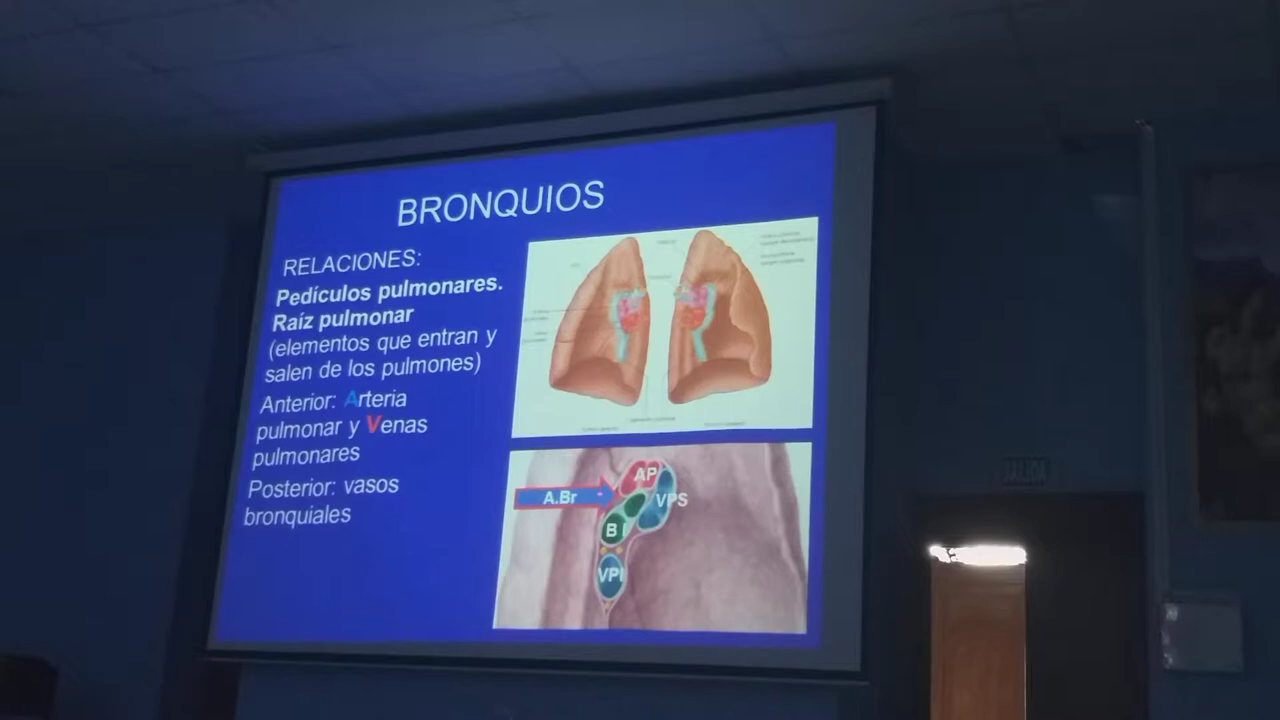 BRONQUIOS
RELACIONES:
Pedículos pulmonares.
Raíz pulmonar
(elementos que entran y
salen de los pulmones)
Anterior: Arteria
pulmonar y Venas
pulmonares
Posterior: vasos
bronquiales
AP
A.Br
VPS
B I
VPI